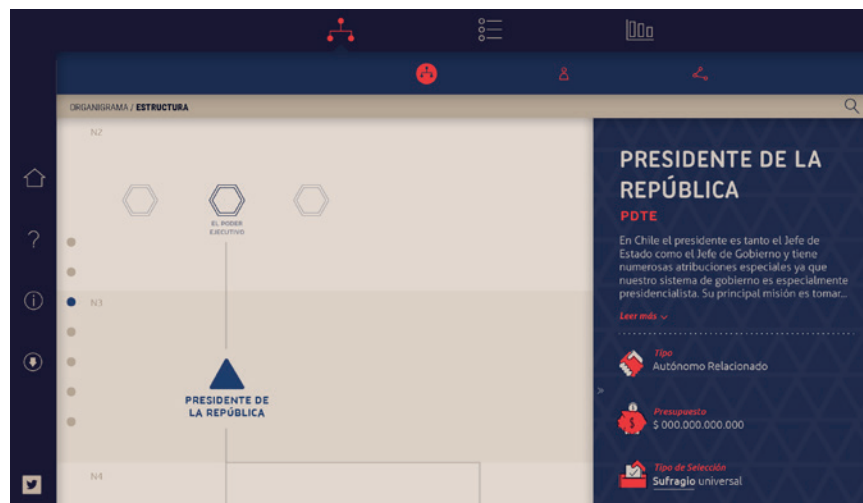 ORGANIGRAMA / ESTRUCTURA
N2
EL PODER
EJECUTIVO
N3
PRESIDENTE DE
LA REPÚBLICA
N4
PRESIDENTE DE LA
REPÚBLICA
PDTE
En Chile el presidente es tanto el Jefe de
Estado como el Jefe de Gobierno y tiene
numerosas atribuciones especiales ya que
nuestro sistema de gobierno es especialmente
presidencialista. Su principal misión es tomar...
Leer más
Tipo
Autónomo Relacionado
Presupuesto
$ 000.000.000.000
Tipo de Selección
Sufragio universal